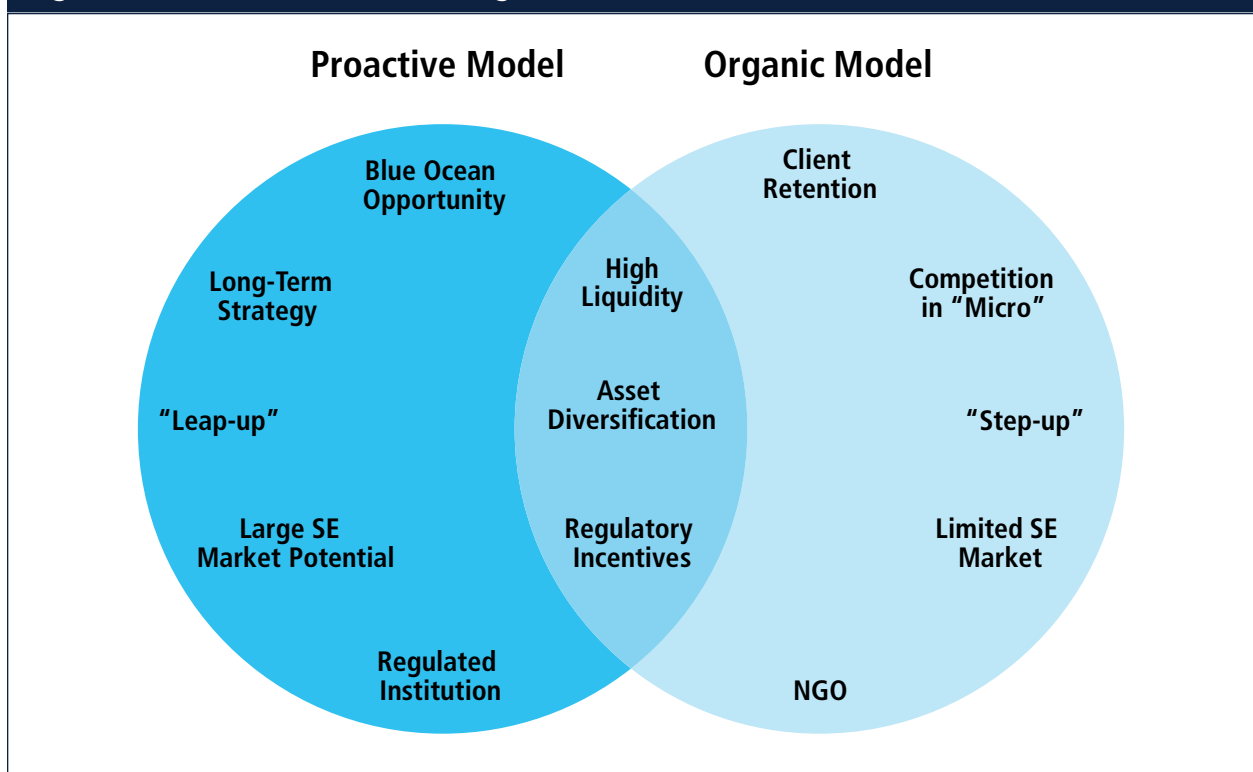 Proactive Model
Organic Model
Blue Ocean
Opportunity
Long-Term
Strategy
“Leap-up”
Large SE
Market Potential
Regulated
Institution
High
Liquidity
Asset
Diversification
Regulatory
Incentives
Client
Retention
Competition
in “Micro”
“Step-up”
Limited SE
Market
NGO